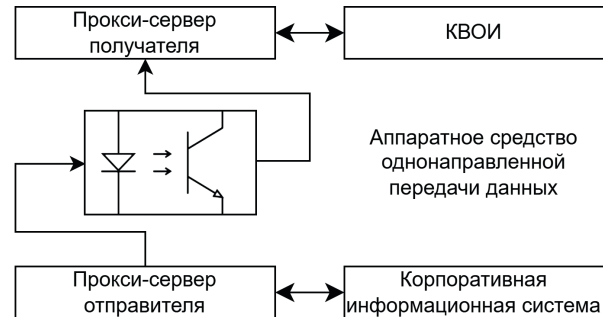 Прокси-сервер
получателя
КВОИ
Аппаратное средство
однонаправленной
передачи данных
Прокси-сервер
отправителя
Корпоративная
информационная система